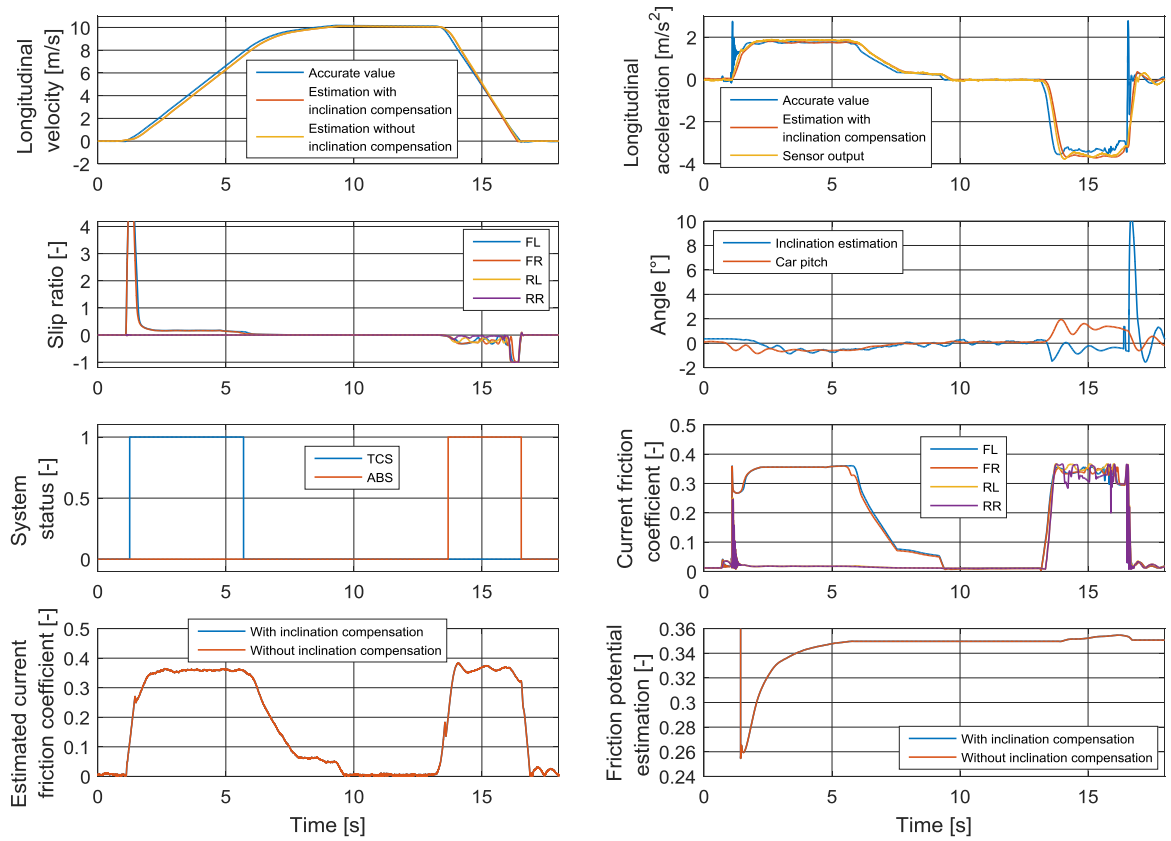 Longitudinal
velocity [m/s]
10
8
6
4
2
0
-2
0
5
10
15
Accurate value
Estimation with
inclination compensation
Estimation without
inclination compensation
Longitudinal
acceleration [m/s²]
2
0
-2
-4
0
5
10
15
Accurate value
Estimation with
inclination compensation
Sensor output
Slip ratio [-]
4
3
2
1
0
-1
0
5
10
15
FL
FR
RL
RR
Angle [°]
10
8
6
4
2
0
-2
0
5
10
15
Inclination estimation
Car pitch
System
status [-]
1
0.5
0
0
5
10
15
TCS
ABS
Current friction
coefficient [-]
0.5
0.4
0.3
0.2
0.1
0
0
5
10
15
FL
FR
RL
RR
Estimated current
friction coefficient [-]
0.5
0.4
0.3
0.2
0.1
0
0
5
10
15
With inclination compensation
Without inclination compensation
Time [s]
Friction potential
estimation [-]
0.36
0.34
0.32
0.3
0.28
0.26
0.24
0
5
10
15
With inclination compensation
Without inclination compensation
Time [s]